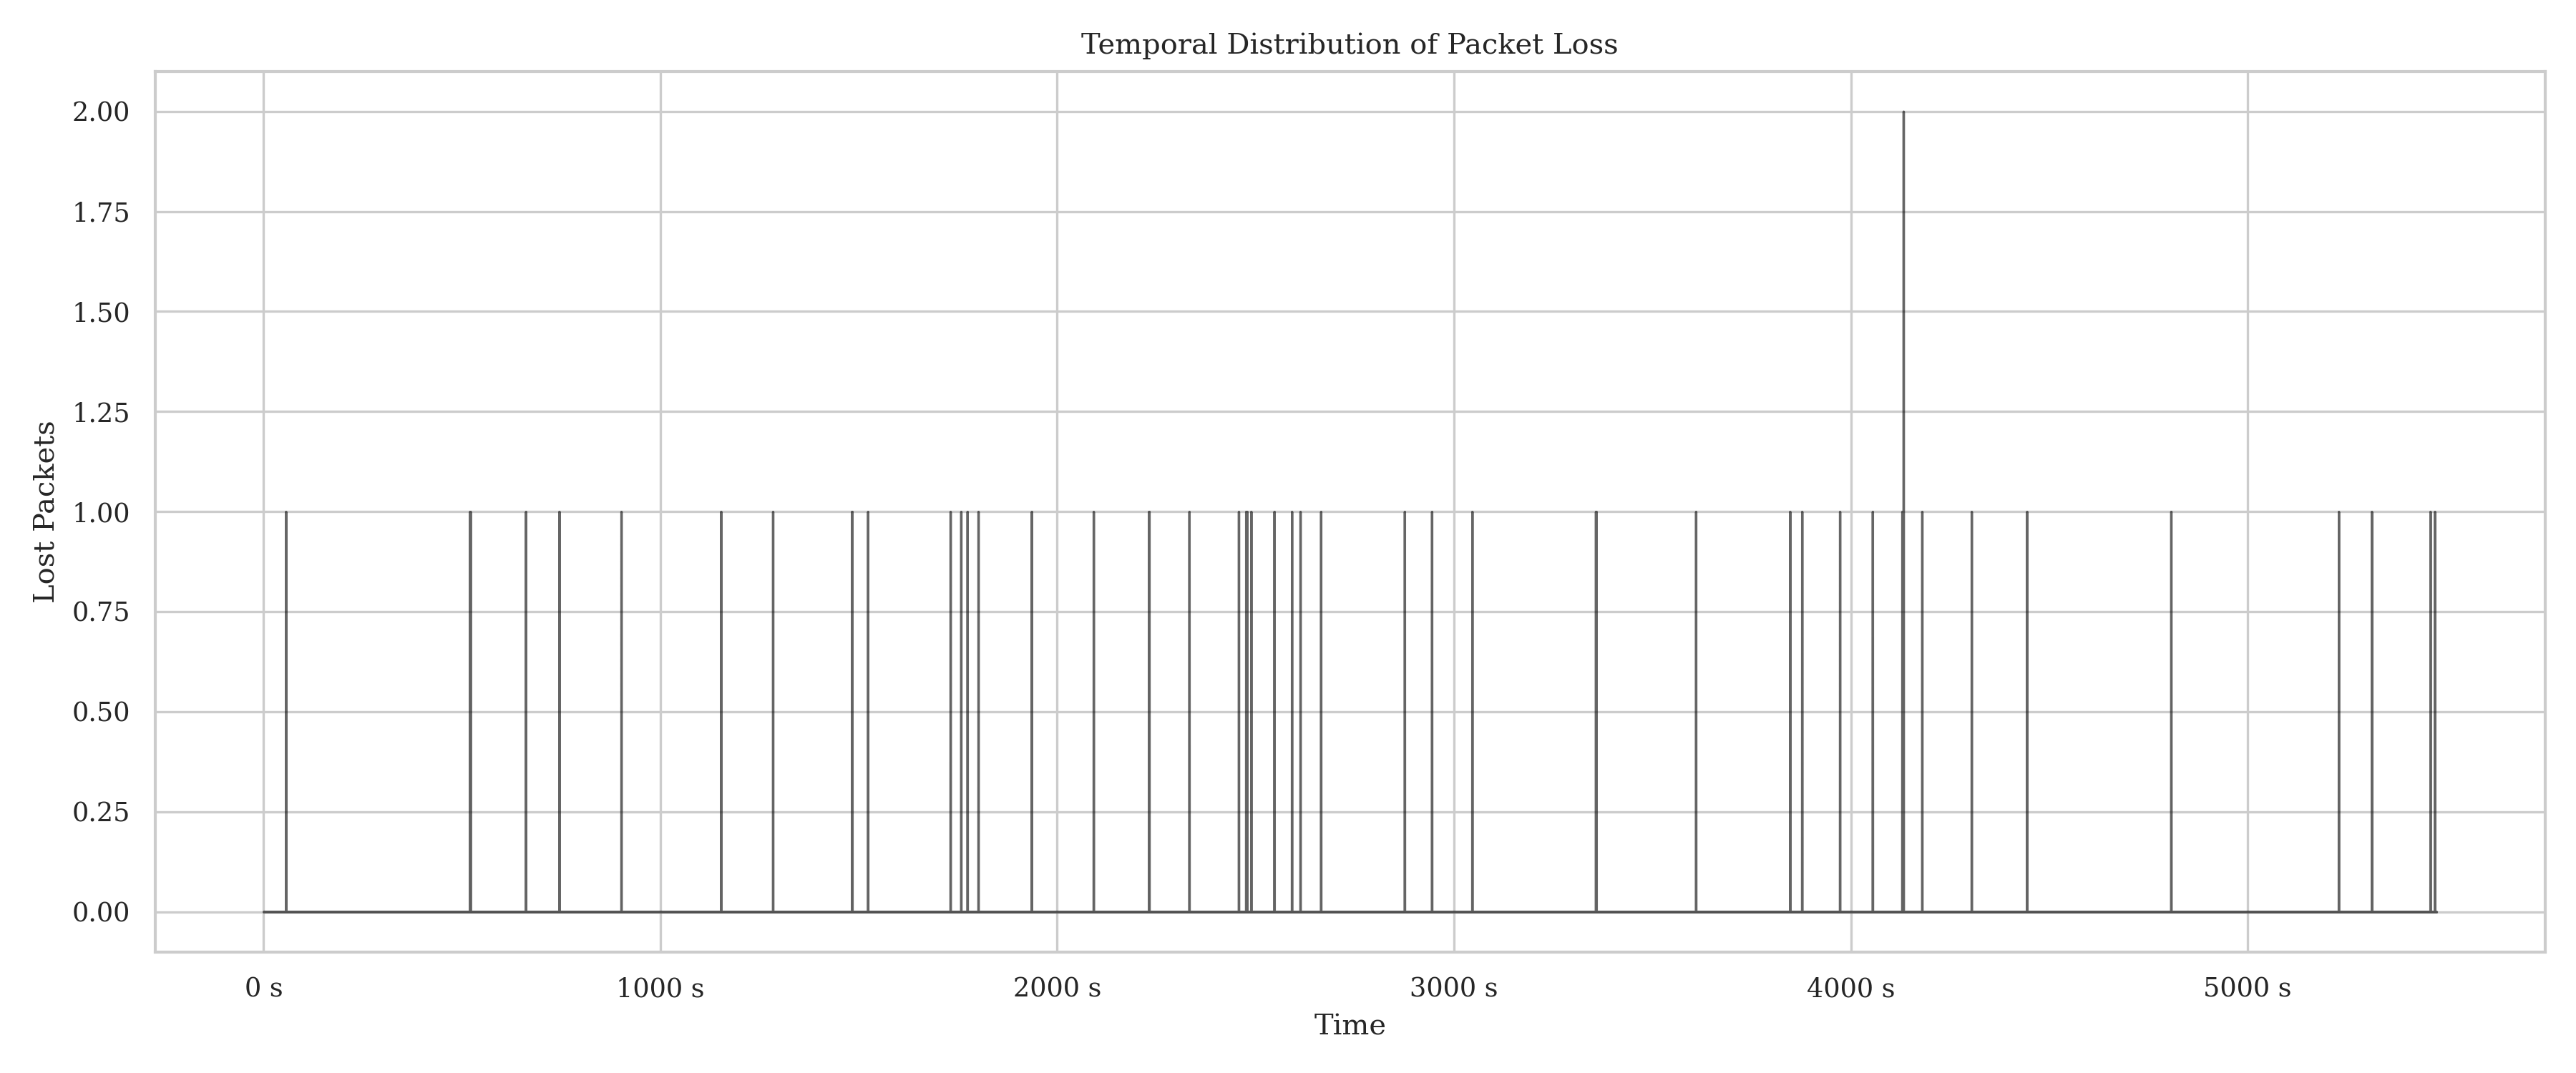 Temporal Distribution of Packet Loss
Lost Packets
2.00
1.75
1.50
1.25
1.00
0.75
0.50
0.25
0.00
0 s
1000 s
2000 s
3000 s
4000 s
5000 s
Time